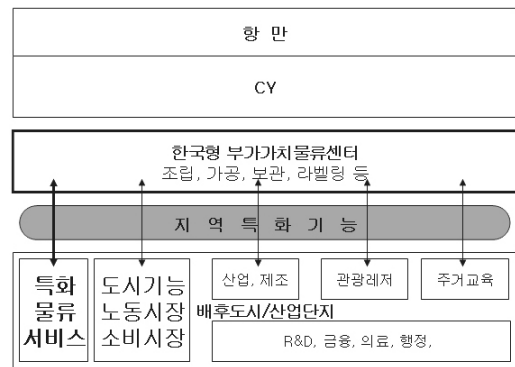 항 만
CY
한국형 부가가치물류센터
조립, 가공, 보관, 라벨링 등
지 역 특 화 기 능
특화
물류
서비스
도시기능
노동시장
소비시장
산업, 제조
관광레저
주거교육
배후도시/산업단지
R&D, 금융, 의료, 행정,